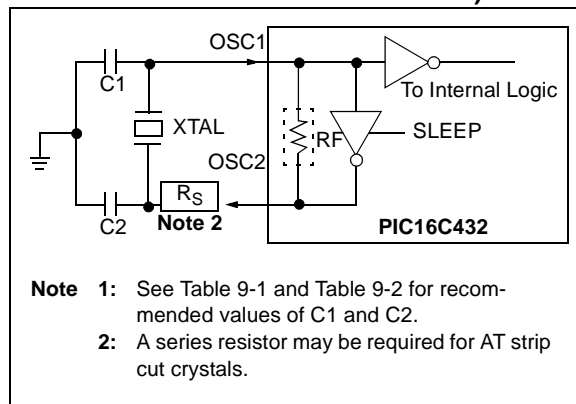 OSC1
C1
To Internal Logic
XTAL
RF
SLEEP
OSC2
RS
C2
Note 2
PIC16C432
Note 1: See Table 9-1 and Table 9-2 for recom-
mended values of C1 and C2.
2: A series resistor may be required for AT strip
cut crystals.